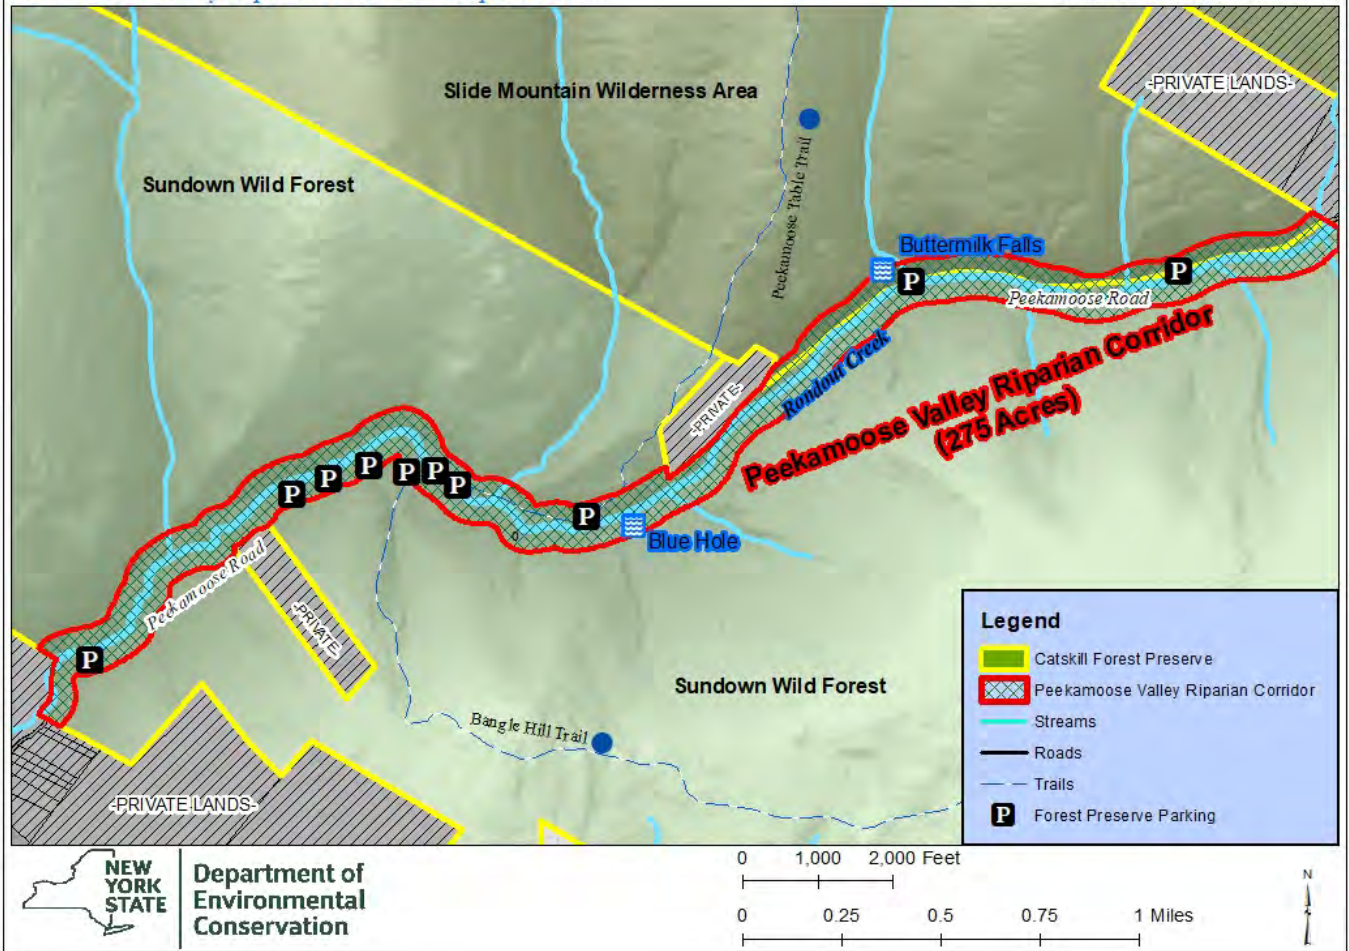 Slide Mountain Wilderness Area
-PRIVATE LANDS-
Sundown Wild Forest
Peekamoose Table Trail
Buttermilk Falls
P
P
Peekamoose Road
Rondout Creek
Peekamoose Valley Riparian Corridor
(275 Acres)
-PRIVATE-
P
P
P
P
P
P
P
0
Blue Hole
Peekamoose Road
-PRIVATE-
P
Sundown Wild Forest
Bangle Hill Trail
-PRIVATE LANDS-
Legend
Catskill Forest Preserve
Peekamoose Valley Riparian Corridor
Streams
Roads
Trails
P Forest Preserve Parking
NEW
YORK
STATE
Department of
Environmental
Conservation
0 1,000 2,000 Feet
0 0.25 0.5 0.75 1 Miles
N